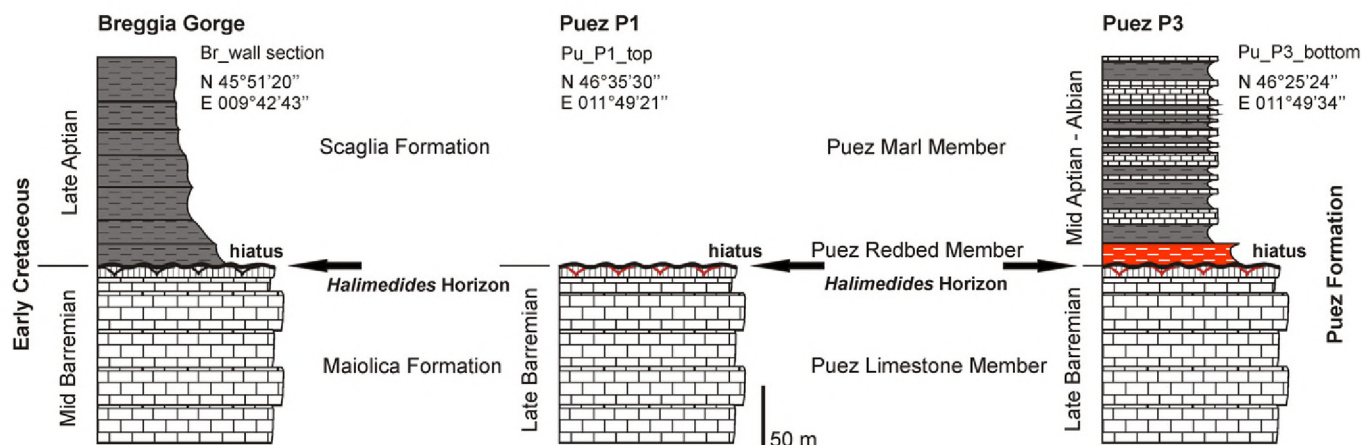 Breggia Gorge
Br_wall section
N 45°51'20’’
E 009°42'43’’
Late Aptian
Early Cretaceous
Mid Barremian
hiatus
Scaglia Formation
Halimedides Horizon
Maiolica Formation
Puez P1
Pu_P1_top
N 46°35'30’’
E 011°49'21’’
hiatus
Late Barremian
50 m
Puez Marl Member
Puez Redbed Member
Halimedides Horizon
Puez Limestone Member
Puez P3
Pu_P3_bottom
N 46°25'24’’
E 011°49'34’’
Mid Aptian - Albian
hiatus
Late Barremian
Puez Formation